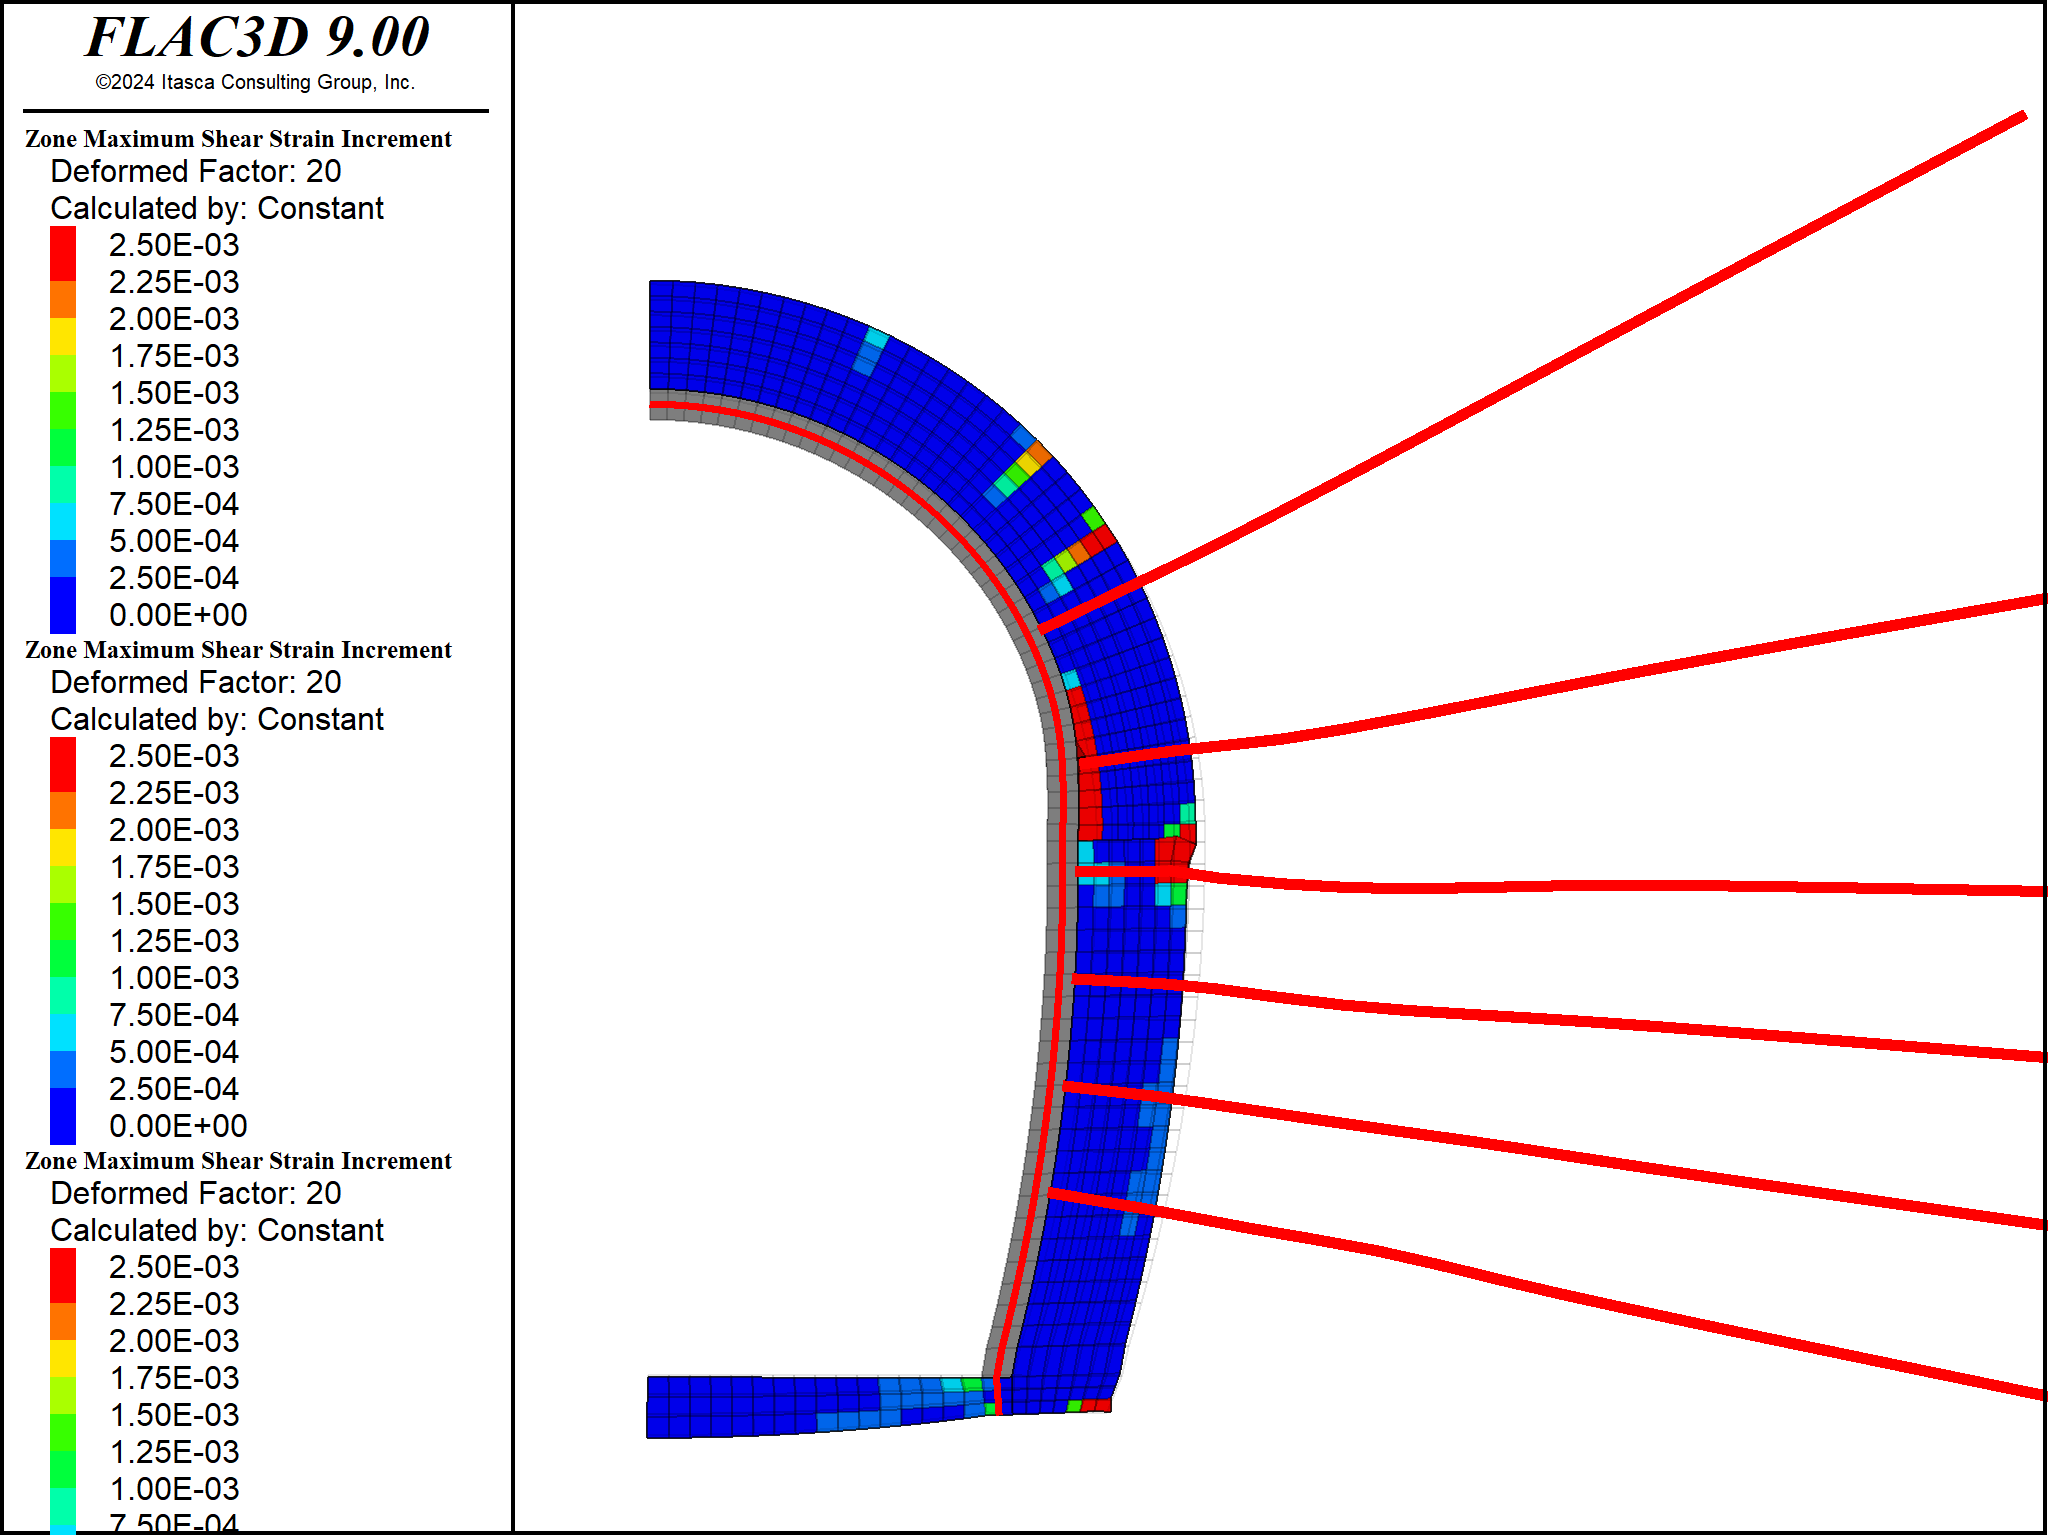 FLAC3D 9.00
©2024 Itasca Consulting Group, Inc.
Zone Maximum Shear Strain Increment
Deformed Factor: 20
Calculated by: Constant
2.50E-03
2.25E-03
2.00E-03
1.75E-03
1.50E-03
1.25E-03
1.00E-03
7.50E-04
5.00E-04
2.50E-04
0.00E+00
Zone Maximum Shear Strain Increment
Deformed Factor: 20
Calculated by: Constant
2.50E-03
2.25E-03
2.00E-03
1.75E-03
1.50E-03
1.25E-03
1.00E-03
7.50E-04
5.00E-04
2.50E-04
0.00E+00
Zone Maximum Shear Strain Increment
Deformed Factor: 20
Calculated by: Constant
2.50E-03
2.25E-03
2.00E-03
1.75E-03
1.50E-03
1.25E-03
1.00E-03
7.50E-04